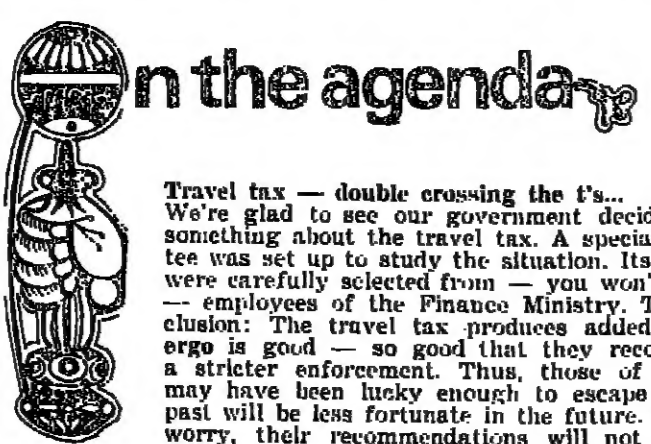 On the agenda
Travel tax — double crossing the t's...
We're glad to see our government decid
something about the travel tax. A specia
tee was set up to study the situation. Its
were carefully selected from — you won'
— employees of the Finance Ministry. T
clusion: The travel tax produces added
ergo is good — so good that they reco
a stricter enforcement. Thus, those of
may have been lucky enough to escape
past will be less fortunate in the future.
worry, their recommendations will not